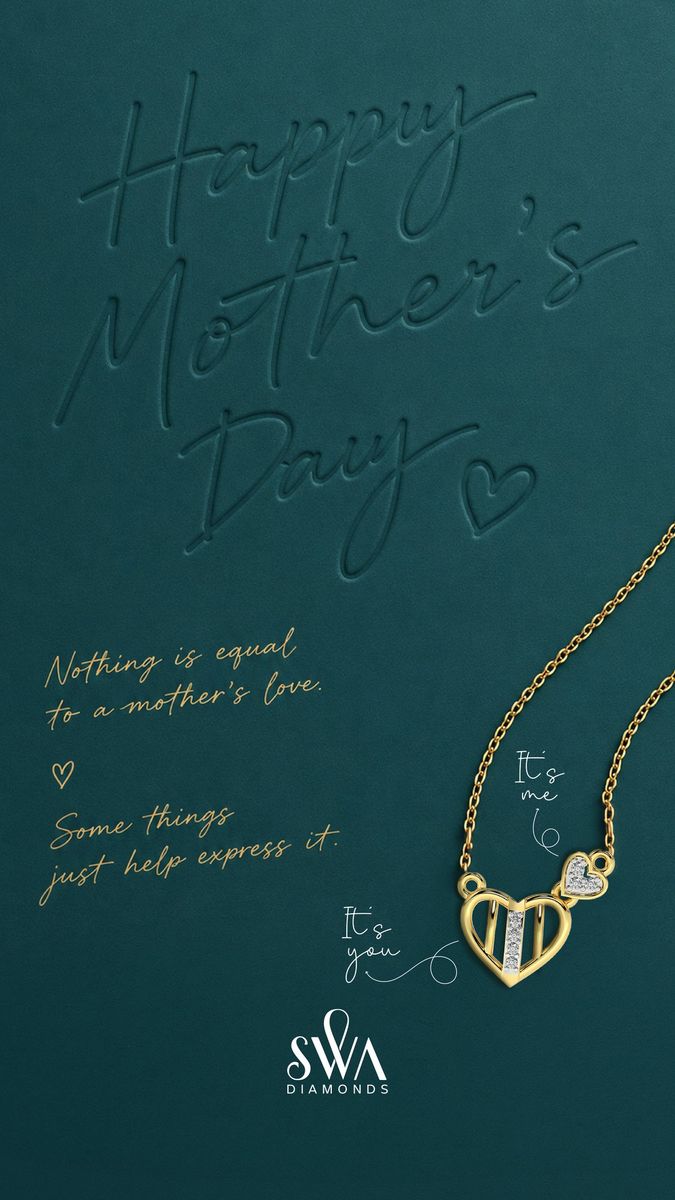 Happy
Mother's
Day
Nothing is equal
to a mother's love.
Some things
just help express it.
It's
me
It's
you
SWA
DIAMONDS